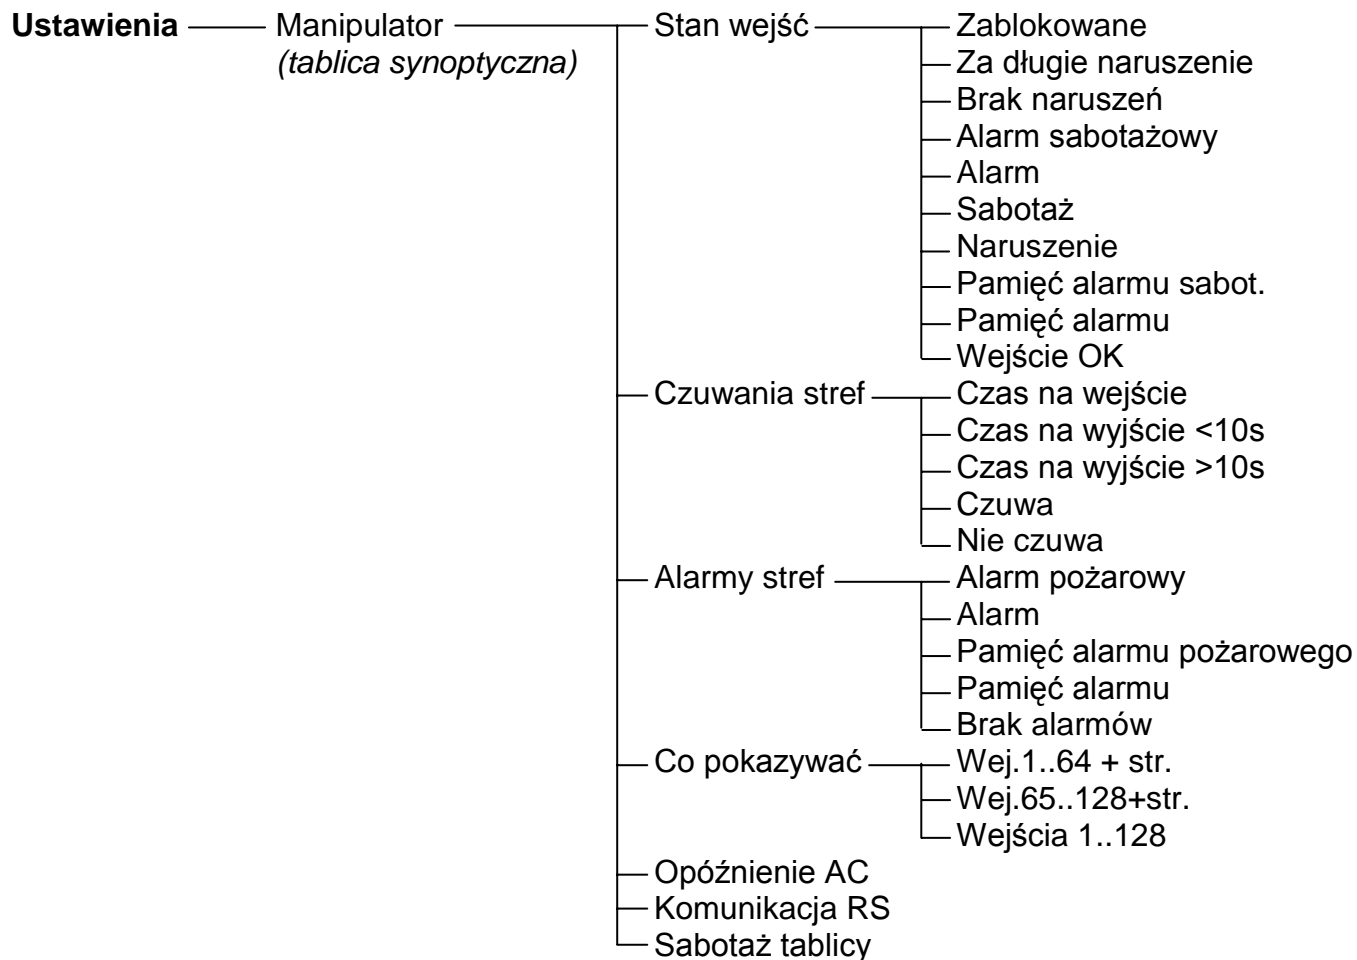 Ustawienia Manipulator Stan wejść Zablokowane
(tablica synoptyczna) Za długie naruszenie
Brak naruszeń
Alarm sabotażowy
Alarm
Sabotaż
Naruszenie
Pamięć alarmu sabot.
Pamięć alarmu
Wejście OK
Czuwania stref Czas na wejście
Czas na wyjście <10s
Czas na wyjście >10s
Czuwa
Nie czuwa
Alarmy stref Alarm pożarowy
Alarm
Pamięć alarmu pożarowego
Pamięć alarmu
Brak alarmów
Co pokazywać Wej.1..64 + str.
Wej.65..128+str.
Wejścia 1..128
Opóźnienie AC
Komunikacja RS
Sabotaż tablicy